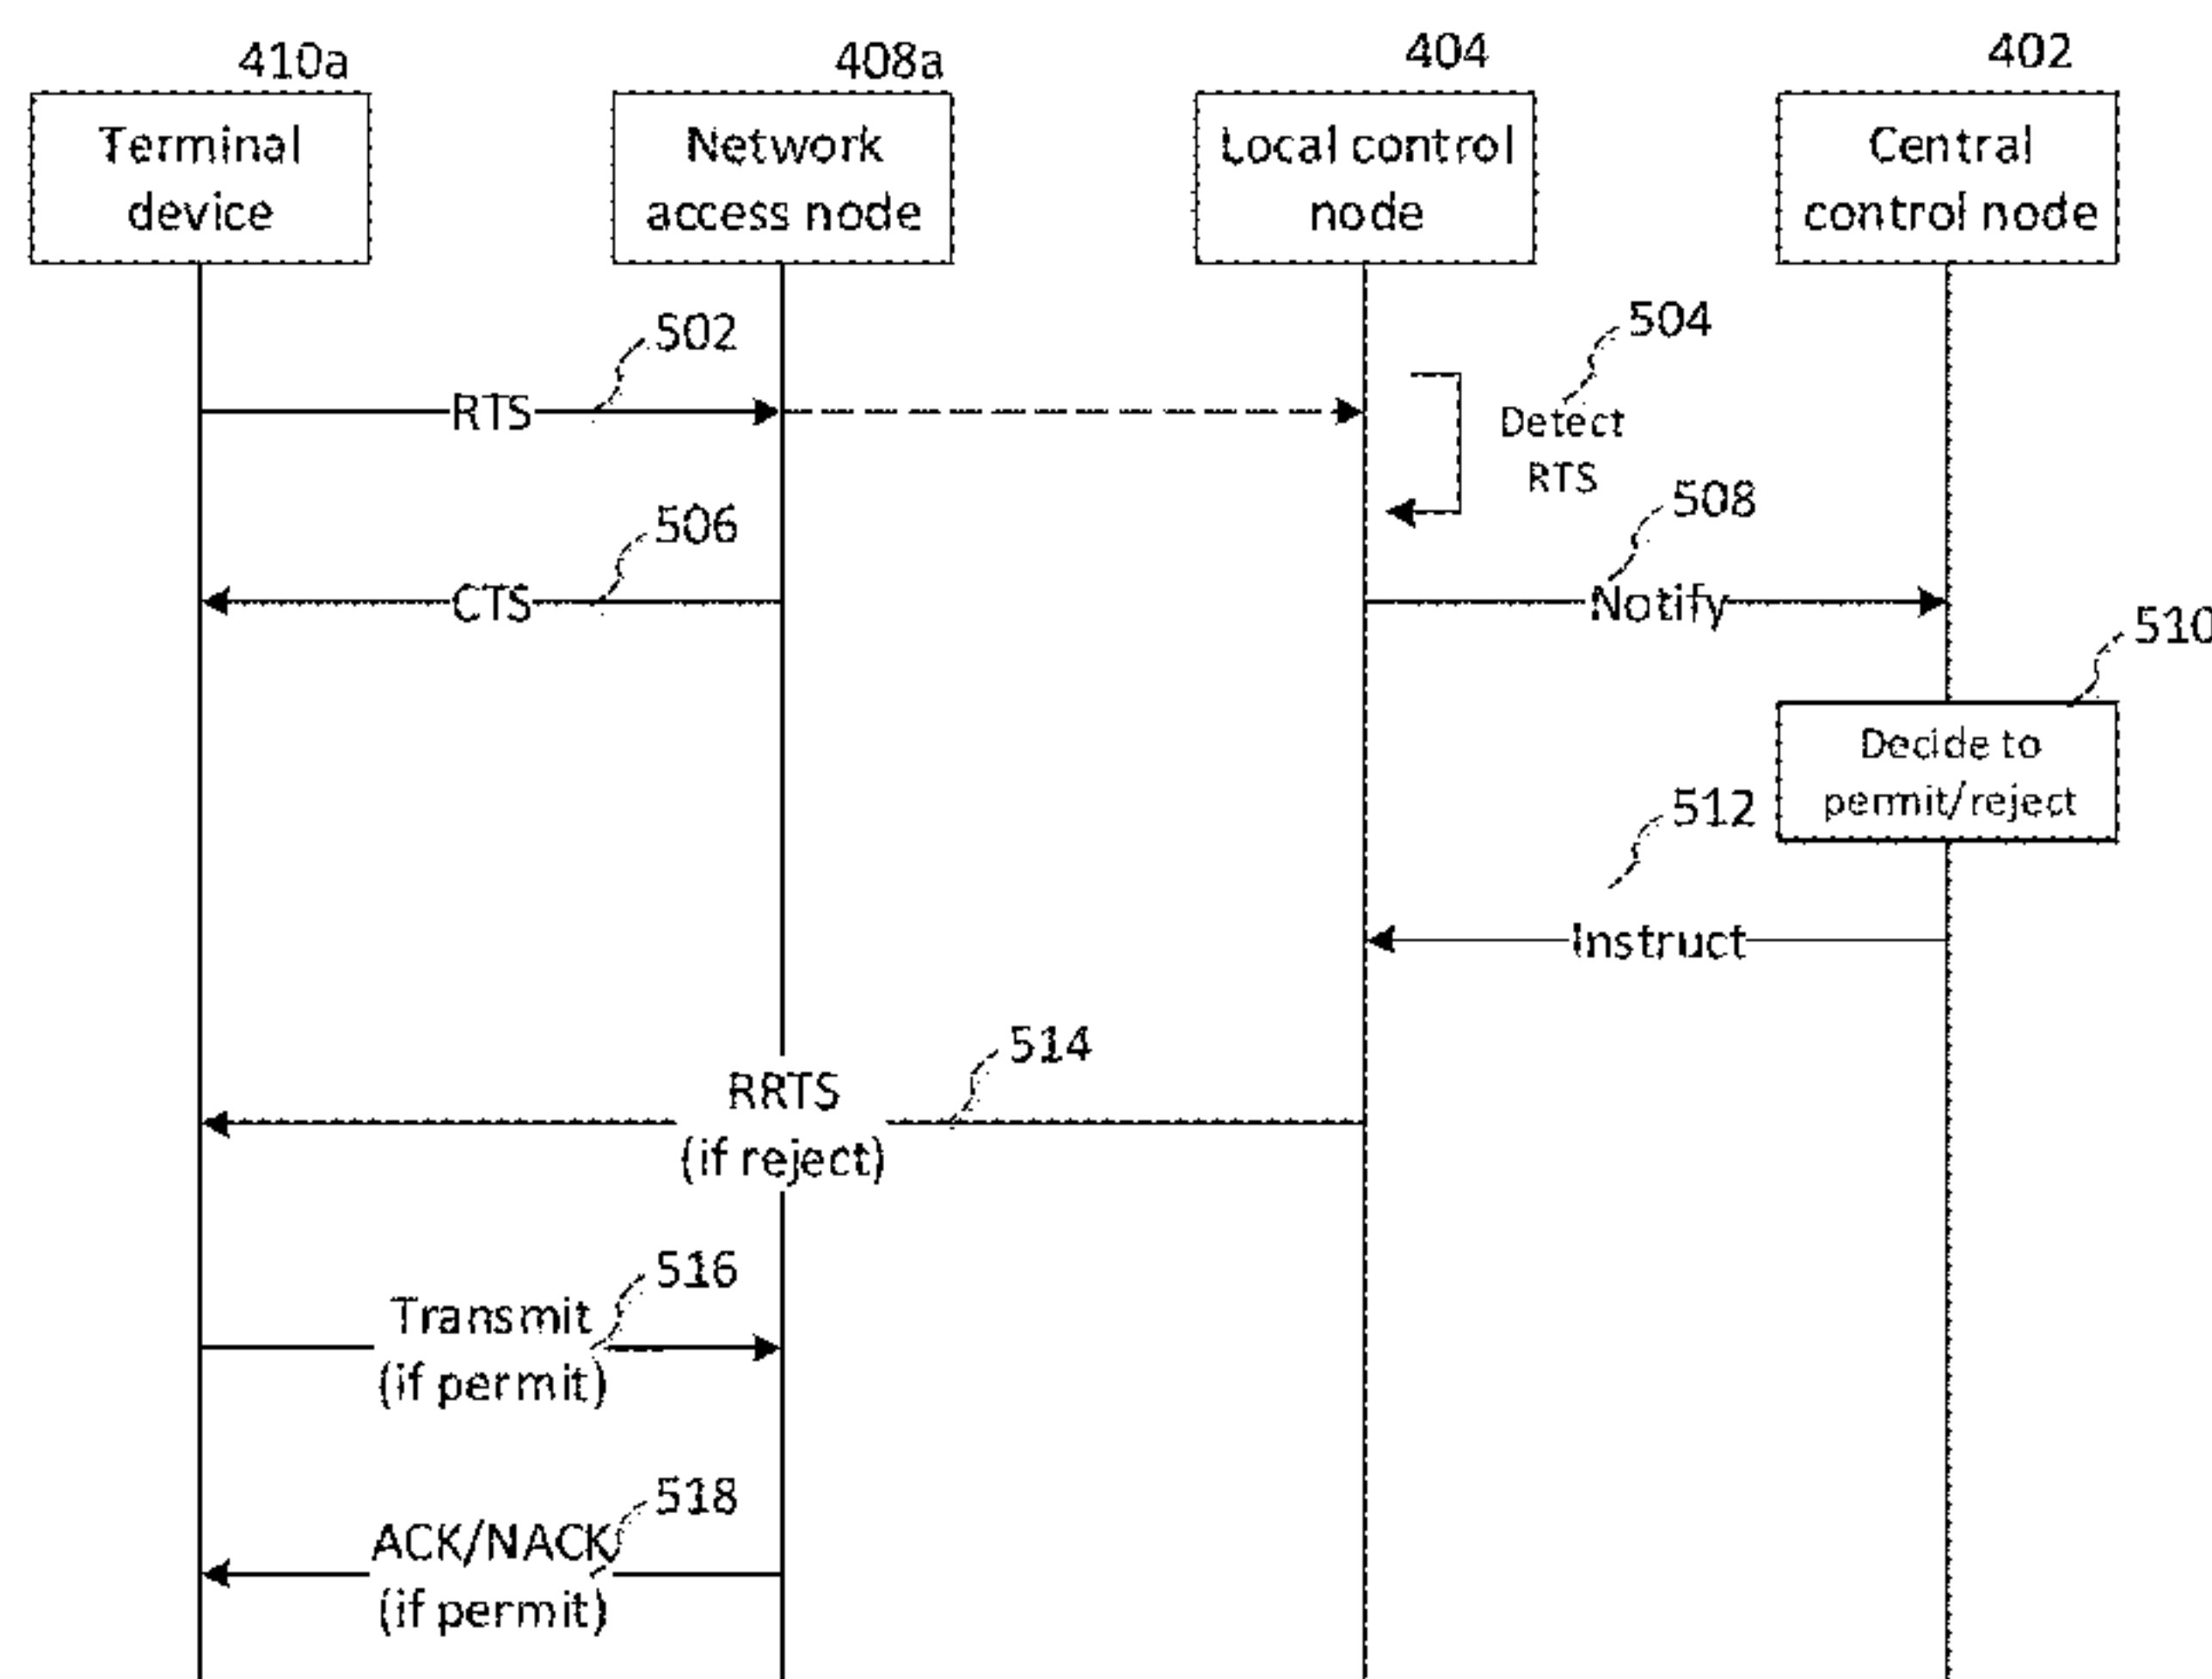 410a
408a
404
402
Terminal
device
Network
access node
Local control
node
Central
control node
502
504
RTS
Detect
RTS
506
508
CTS
Notify
510
Decide to
permit/reject
512
Instruct
514
RRTS
(if reject)
516
Transmit
(if permit)
518
ACK/NACK
(if permit)